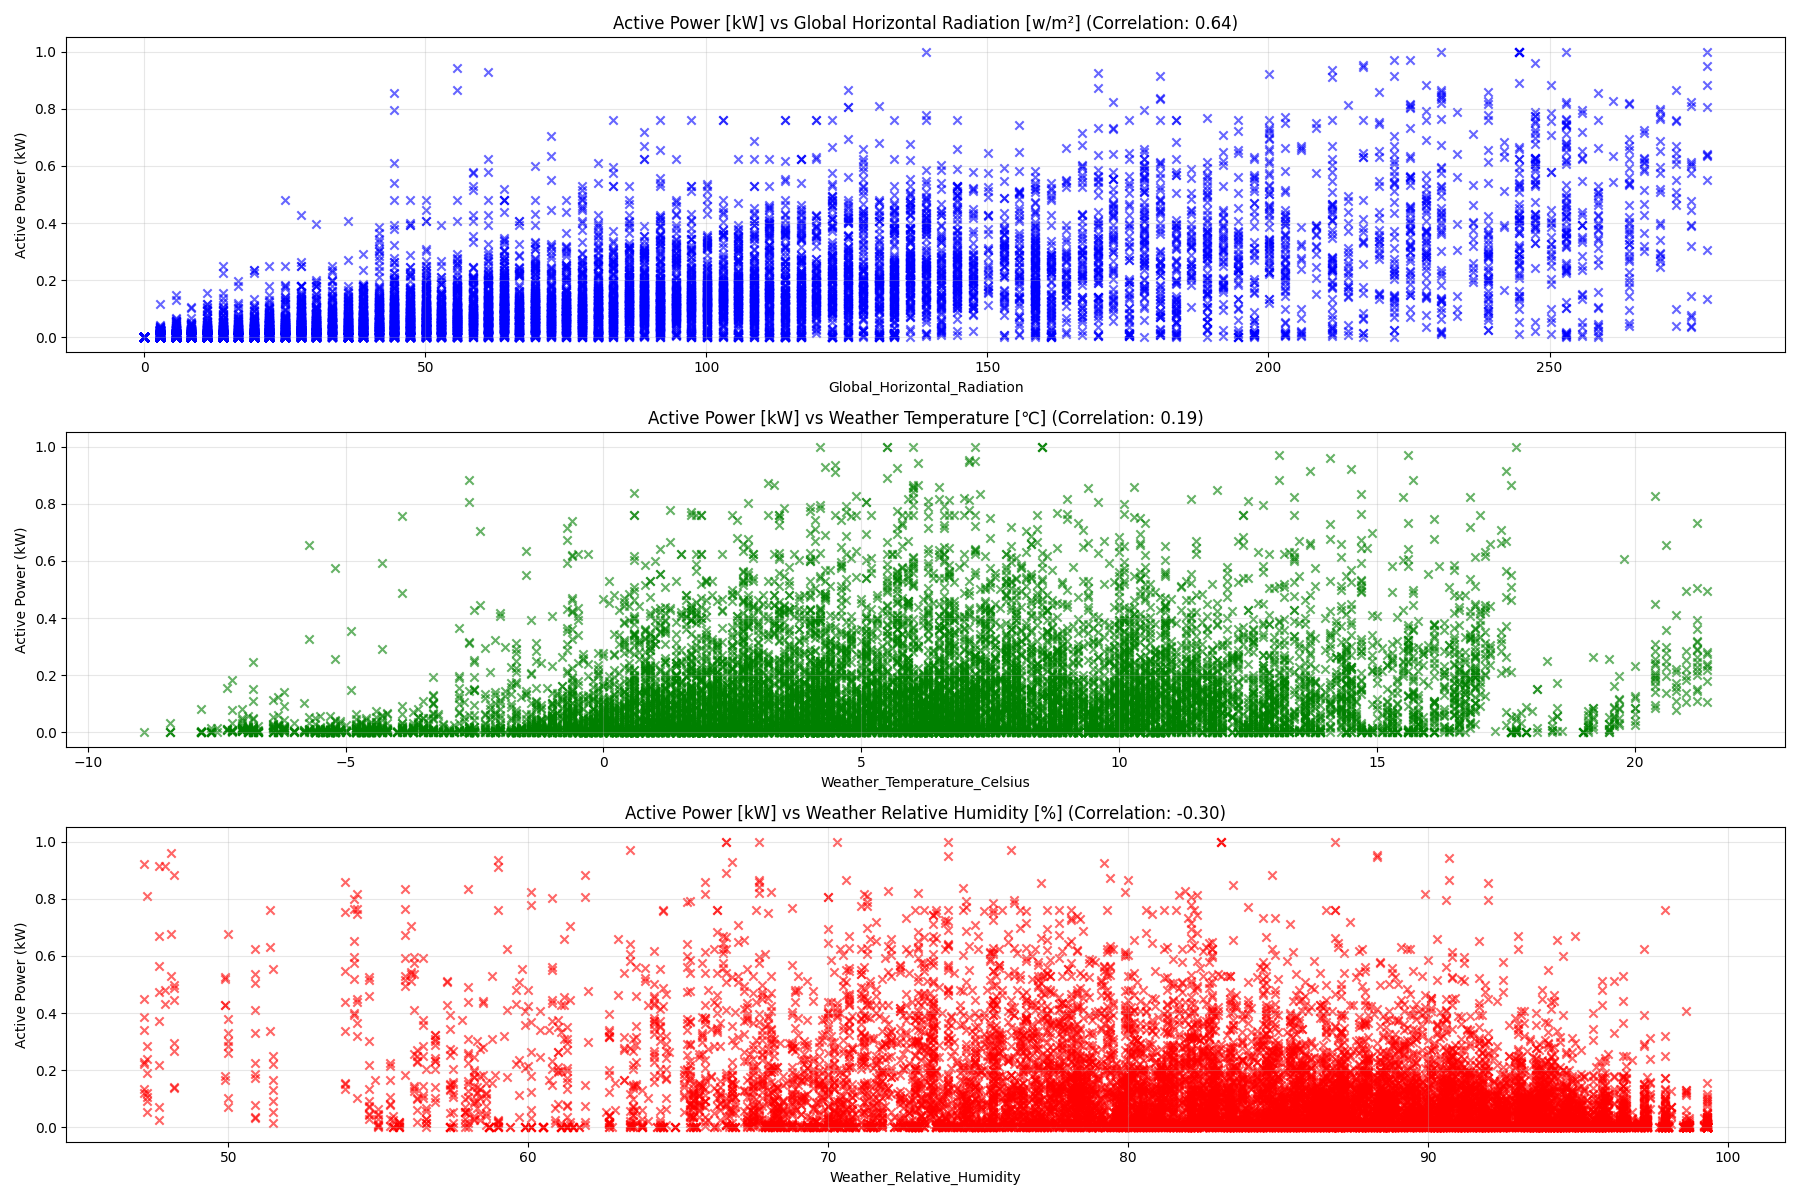 Active Power [kW] vs Global Horizontal Radiation [w/m²] (Correlation: 0.64)
1.0
0.8
0.6
0.4
0.2
0.0
Active Power (kW)
0 50 100 150 200 250
Global_Horizontal_Radiation
Active Power [kW] vs Weather Temperature [℃] (Correlation: 0.19)
1.0
0.8
0.6
0.4
0.2
0.0
Active Power (kW)
−10 −5 0 5 10 15 20
Weather_Temperature_Celsius
Active Power [kW] vs Weather Relative Humidity [%] (Correlation: -0.30)
1.0
0.8
0.6
0.4
0.2
0.0
Active Power (kW)
50 60 70 80 90 100
Weather_Relative_Humidity